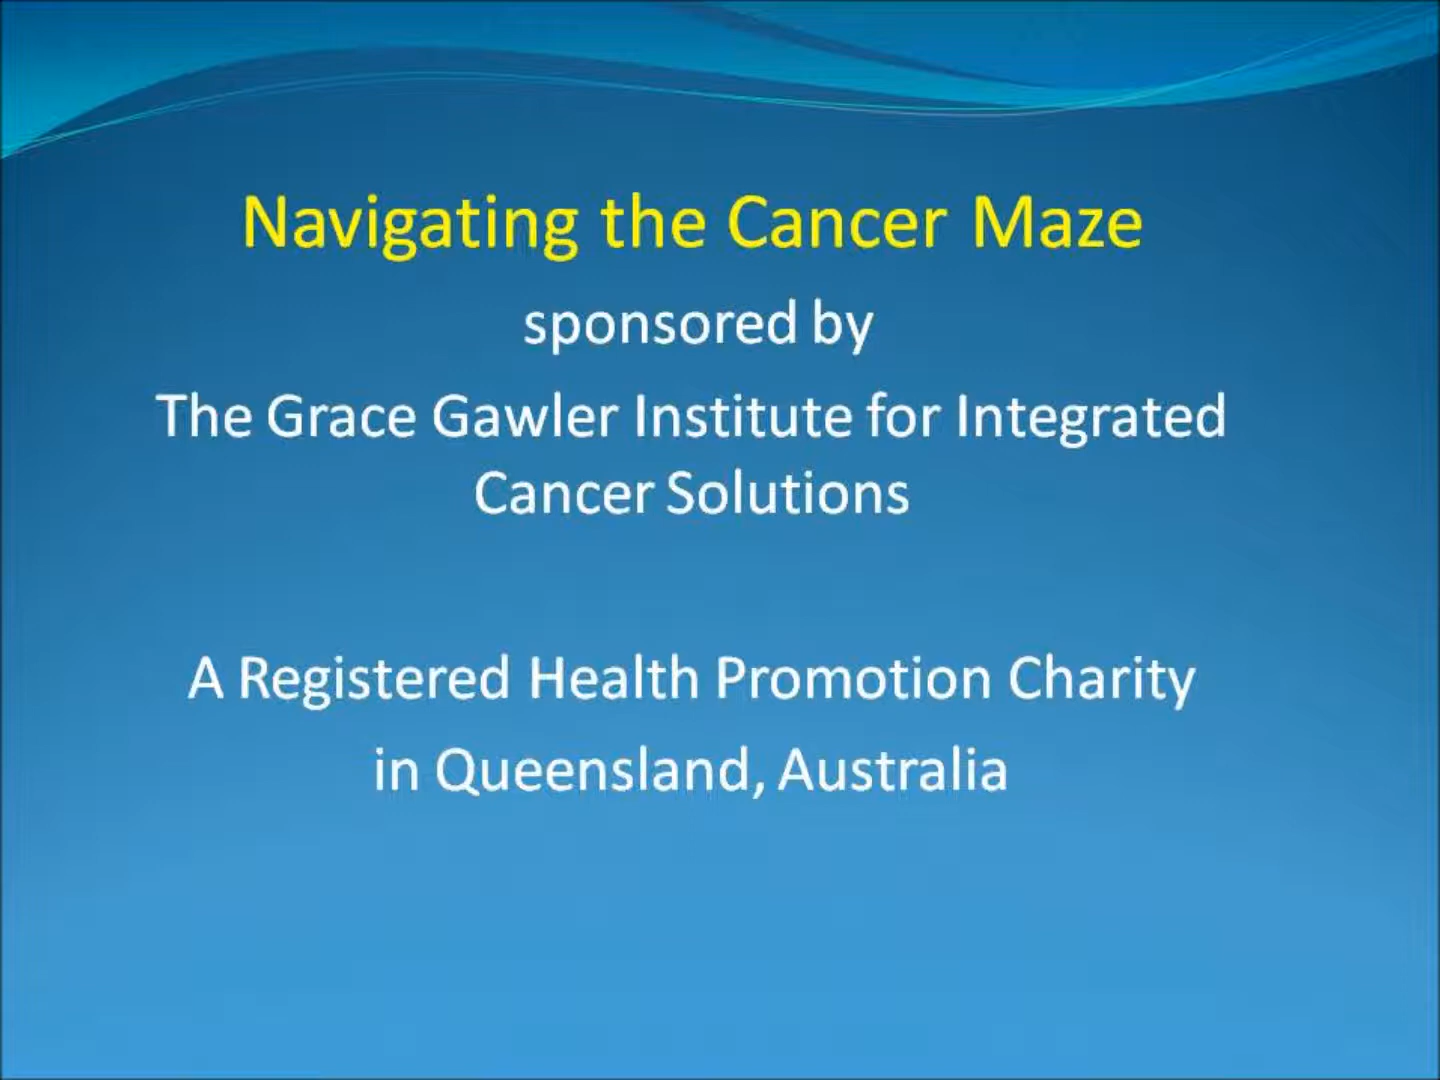 Navigating the Cancer Maze
sponsored by
The Grace Gawler Institute for Integrated
Cancer Solutions
A Registered Health Promotion Charity
in Queensland, Australia